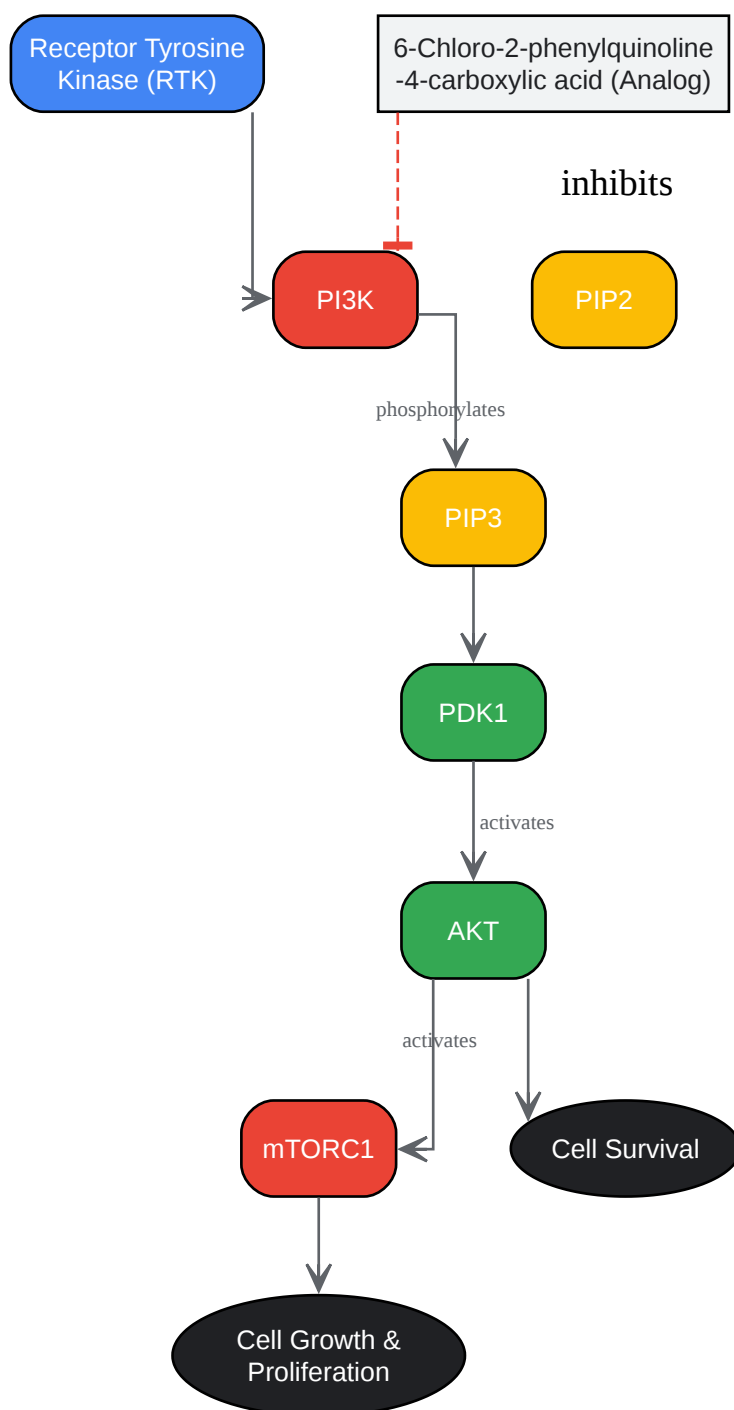 Receptor Tyrosine
Kinase (RTK)
6-Chloro-2-phenylquinoline
-4-carboxylic acid (Analog)
inhibits
PI3K
PIP2
phosphorylates
PIP3
PDK1
activates
AKT
activates
mTORC1
Cell Survival
Cell Growth &
Proliferation